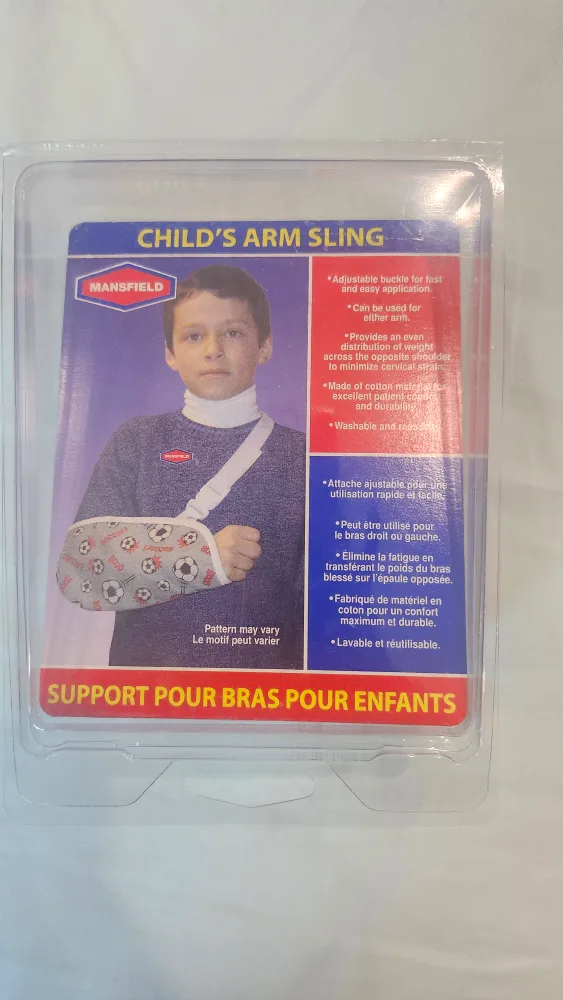 CHILD'S ARM SLING
MANSFIELD
MANSFIELD
soccer
soccer
Pattern may vary
Le motif peut varier
•Adjustable buckle for fast
and easy application.
•Can be used for
either arm.
•Provides an even
distribution of weight
across the opposite shoulder
to minimize cervical strain.
•Made of cotton material for
excellent patient comfort
and durability.
•Washable and reusable.
•Attache ajustable pour une
utilisation rapide et facile.
•Peut être utilisé pour
le bras droit ou gauche.
•Élimine la fatigue en
transférant le poids du bras
blessé sur l'épaule opposée.
•Fabriqué de matériel en
coton pour un confort
maximum et durable.
•Lavable et réutilisable.
SUPPORT POUR BRAS POUR ENFANTS